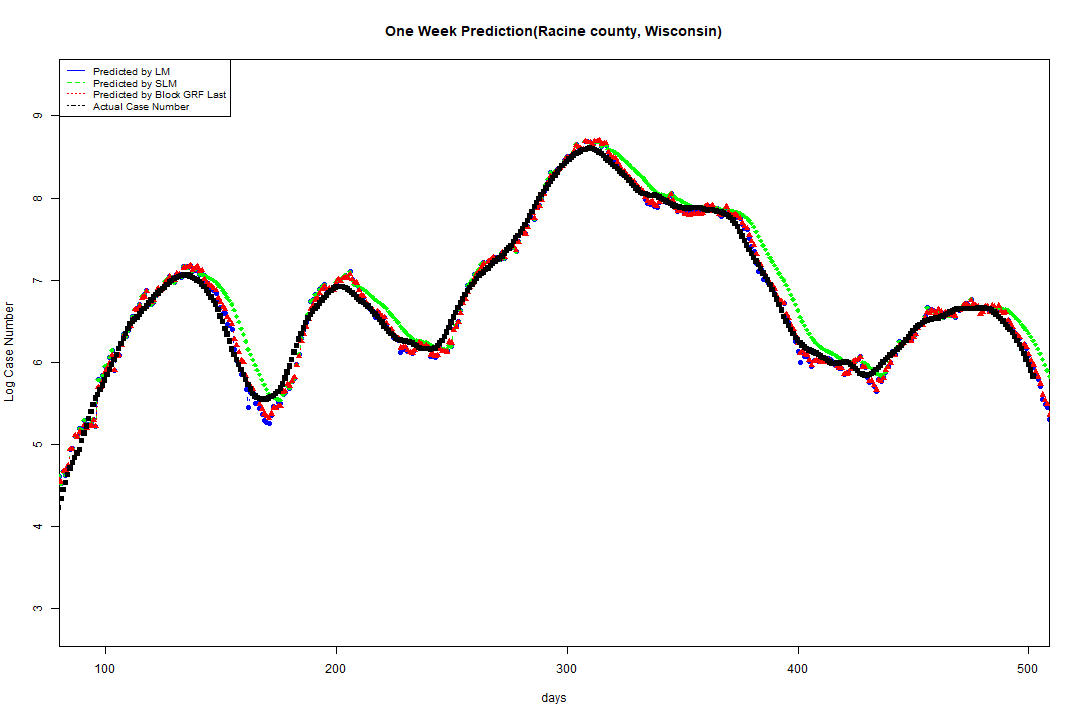 One Week Prediction(Racine county, Wisconsin)
Predicted by LM
Predicted by SLM
Predicted by Block GRF Last
Actual Case Number
Log Case Number
9
8
7
6
5
4
3
100 200 300 400 500
days